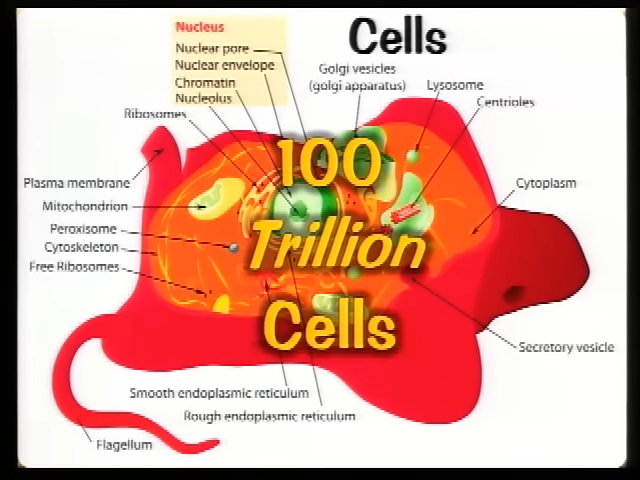 Cells
Nucleus
Nuclear pore
Nuclear envelope
Chromatin
Nucleolus
Ribosomes
Golgi vesicles
(golgi apparatus)
Lysosome
Centrioles
Plasma membrane
Mitochondrion
Peroxisome
Cytoskeleton
Free Ribosomes
Cytoplasm
100
Trillion
Cells
Secretory vesicle
Smooth endoplasmic reticulum
Rough endoplasmic reticulum
Flagellum